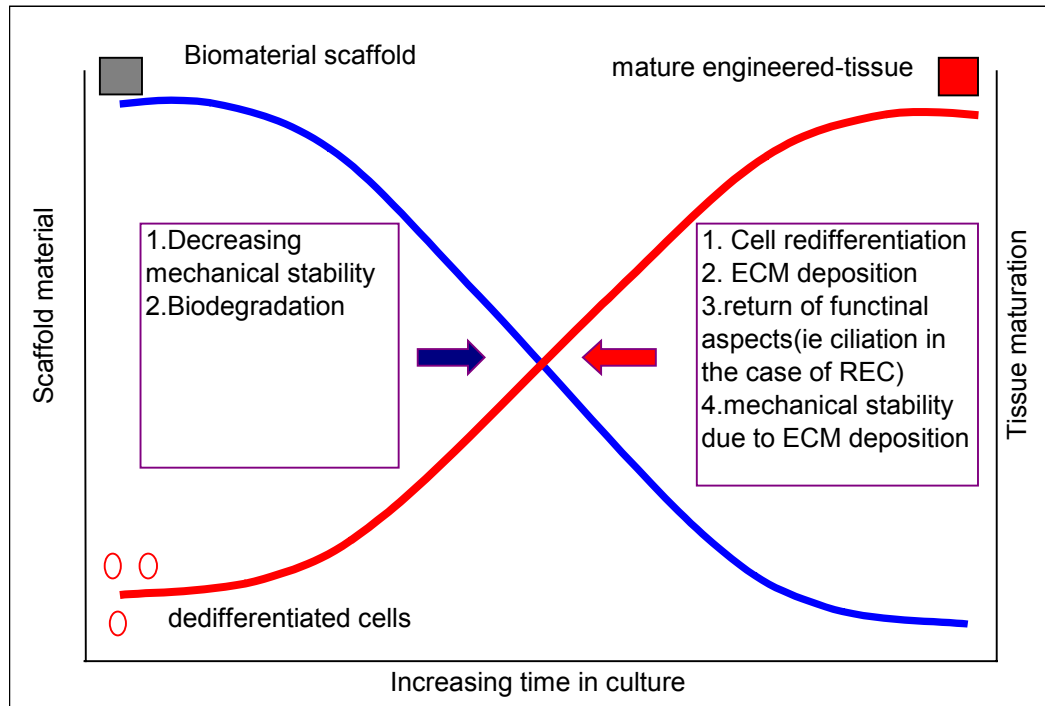 Biomaterial scaffold
mature engineered-tissue
Scaffold material
1.Decreasing
mechanical stability
2.Biodegradation
1. Cell redifferentiation
2. ECM deposition
3.return of functinal
aspects(ie ciliation in
the case of REC)
4.mechanical stability
due to ECM deposition
Tissue maturation
dedifferentiated cells
Increasing time in culture